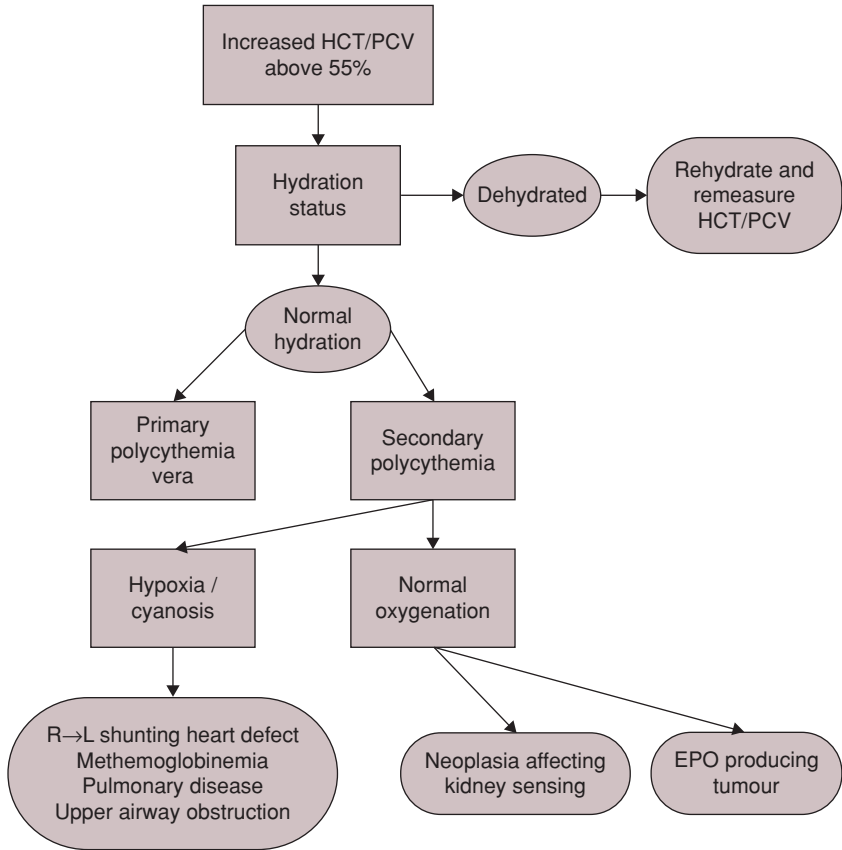 Increased HCT/PCV
above 55%
Hydration
status
Dehydrated
Rehydrate and
remeasure
HCT/PCV
Normal
hydration
Primary
polycythemia
vera
Secondary
polycythemia
Hypoxia /
cyanosis
Normal
oxygenation
R→L shunting heart defect
Methemoglobinemia
Pulmonary disease
Upper airway obstruction
Neoplasia affecting
kidney sensing
EPO producing
tumour